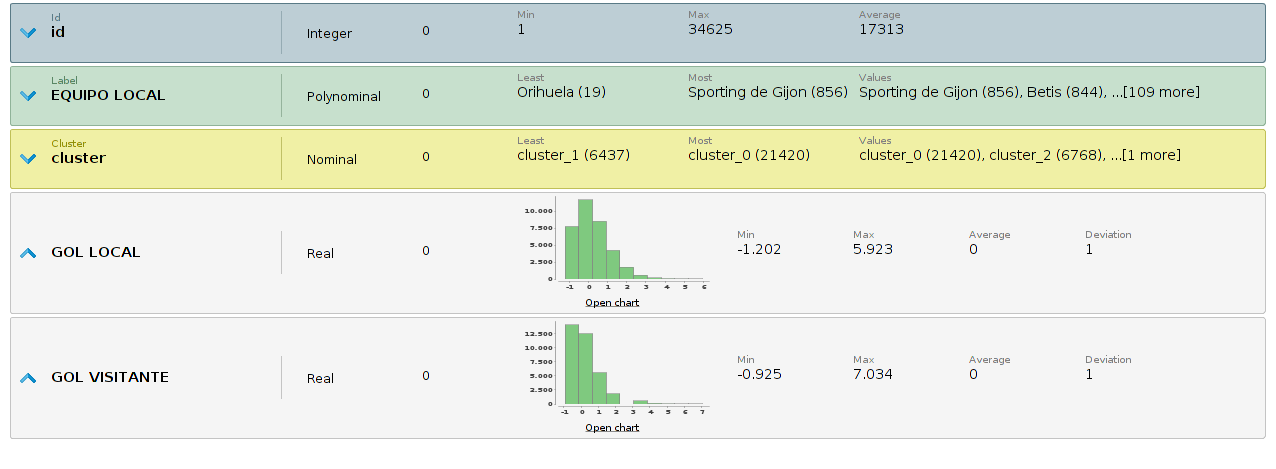 Id
id
Integer
0
Min
1
Max
34625
Average
17313
Label
EQUIPO LOCAL
Polynominal
0
Least
Orihuela (19)
Most
Sporting de Gijon (856)
Values
Sporting de Gijon (856), Betis (844), ...[109 more]
Cluster
cluster
Nominal
0
Least
cluster_1 (6437)
Most
cluster_0 (21420)
Values
cluster_0 (21420), cluster_2 (6768), ...[1 more]
GOL LOCAL
Real
0
10.000
7.500
5.000
2.500
0
-1 0 1 2 3 4 5 6
Open chart
Min
-1.202
Max
5.923
Average
0
Deviation
1
GOL VISITANTE
Real
0
12.500
10.000
7.500
5.000
2.500
0
-1 0 1 2 3 4 5 6 7
Open chart
Min
-0.925
Max
7.034
Average
0
Deviation
1